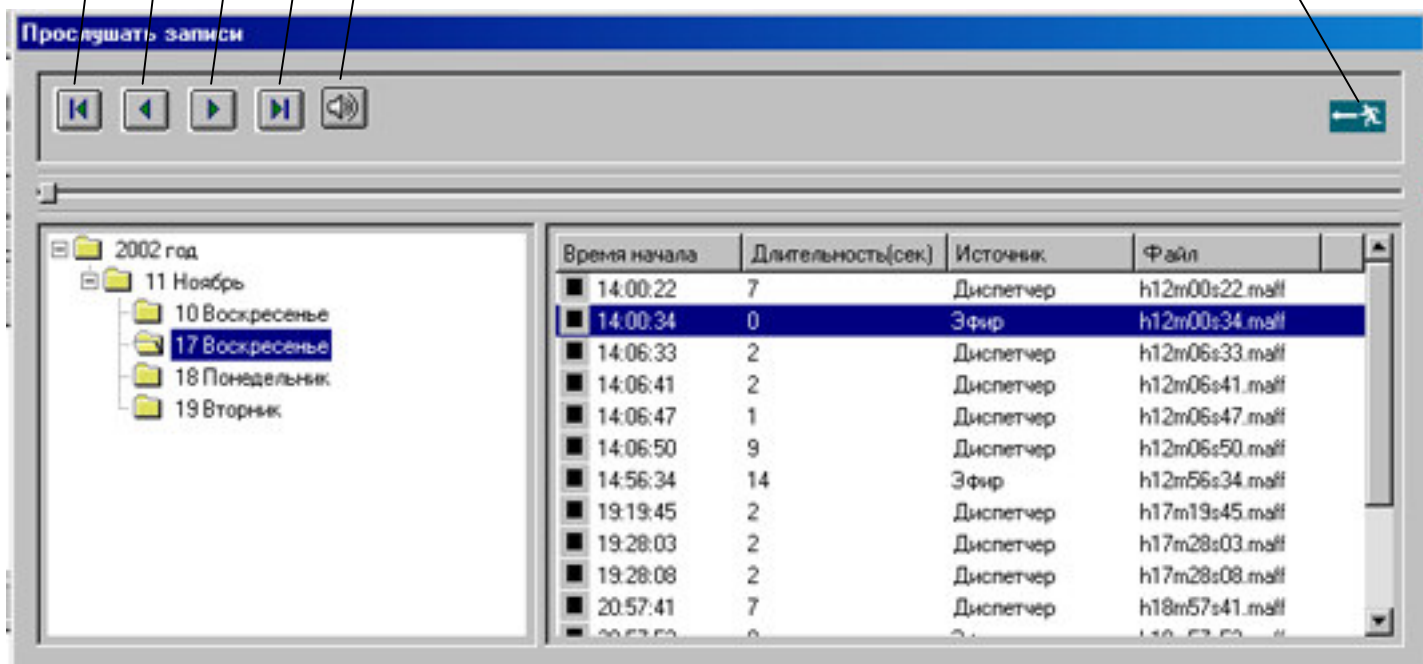 Прослушать записи
2002 год
11 Ноябрь
10 Воскресенье
17 Воскресенье
18 Понедельник
19 Вторник
Время начала Длительность(сек) Источник Файл
14:00:22 7 Диспетчер h12m00s22.maff
14:00:34 0 Эфир h12m00s34.maff
14:06:33 2 Диспетчер h12m06s33.maff
14:06:41 2 Диспетчер h12m06s41.maff
14:06:47 1 Диспетчер h12m06s47.maff
14:06:50 9 Диспетчер h12m06s50.maff
14:56:34 14 Эфир h12m56s34.maff
19:19:45 2 Диспетчер h17m19s45.maff
19:28:03 2 Диспетчер h17m28s03.maff
19:28:08 2 Диспетчер h17m28s08.maff
20:57:41 7 Диспетчер h18m57s41.maff